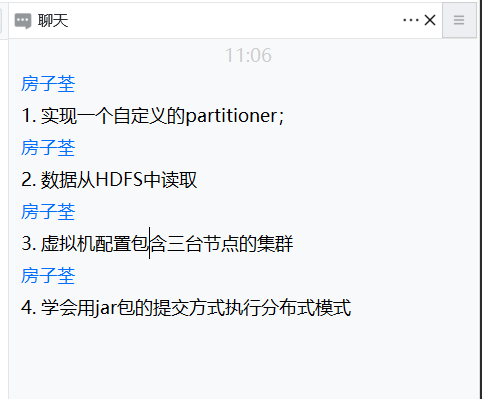 聊天
11:06
房子荃
1. 实现一个自定义的partitioner；
房子荃
2. 数据从HDFS中读取
房子荃
3. 虚拟机配置包含三台节点的集群
房子荃
4. 学会用jar包的提交方式执行分布式模式